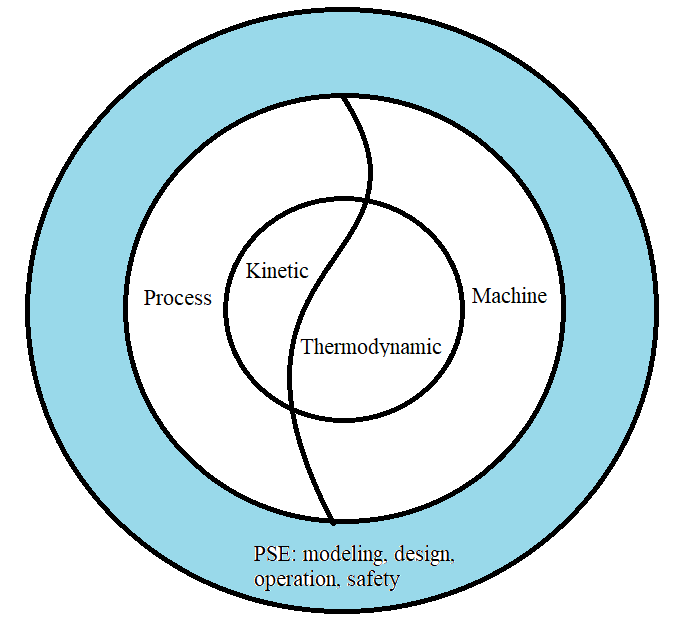 Kinetic
Process
Machine
Thermodynamic
PSE: modeling, design,
operation, safety